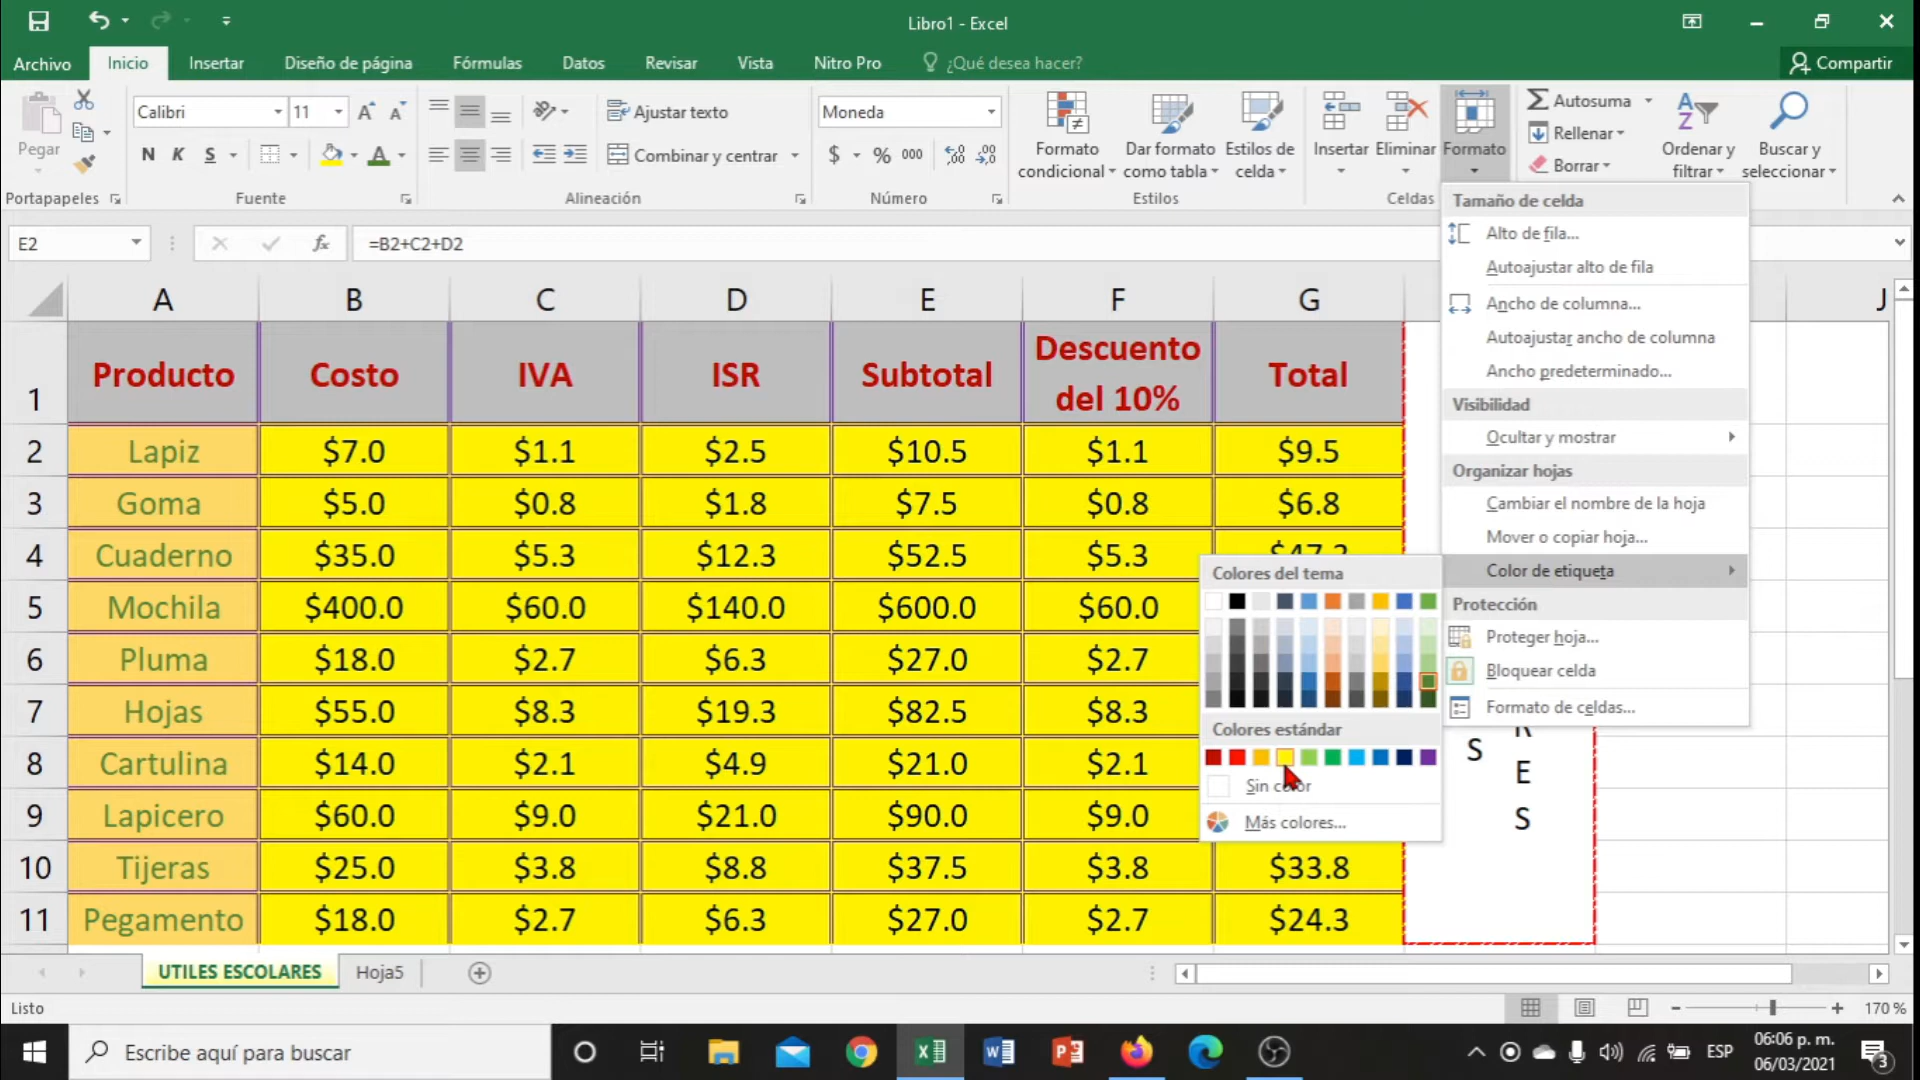 Libro1 - Excel
Archivo Inicio Insertar Diseño de página Fórmulas Datos Revisar Vista Nitro Pro ¿Qué desea hacer? Compartir
Pegar
Calibri 11
N K S
Ajustar texto
Combinar y centrar
Moneda
$ % 000
Formato condicional
Dar formato como tabla
Estilos de celda
Insertar
Eliminar
Formato
Autosuma
Rellenar
Borrar
Ordenar y filtrar
Buscar y seleccionar
Portapapeles Fuente Alineación Número Estilos Celdas
E2 fx =B2+C2+D2
A B C D E F G J
1 Producto Costo IVA ISR Subtotal Descuento del 10% Total
2 Lapiz $7.0 $1.1 $2.5 $10.5 $1.1 $9.5
3 Goma $5.0 $0.8 $1.8 $7.5 $0.8 $6.8
4 Cuaderno $35.0 $5.3 $12.3 $52.5 $5.3
5 Mochila $400.0 $60.0 $140.0 $600.0 $60.0
6 Pluma $18.0 $2.7 $6.3 $27.0 $2.7
7 Hojas $55.0 $8.3 $19.3 $82.5 $8.3
8 Cartulina $14.0 $2.1 $4.9 $21.0 $2.1
9 Lapicero $60.0 $9.0 $21.0 $90.0 $9.0
10 Tijeras $25.0 $3.8 $8.8 $37.5 $3.8 $33.8
11 Pegamento $18.0 $2.7 $6.3 $27.0 $2.7 $24.3
S
E
S
Tamaño de celda
Alto de fila...
Autoajustar alto de fila
Ancho de columna...
Autoajustar ancho de columna
Ancho predeterminado...
Visibilidad
Ocultar y mostrar
Organizar hojas
Cambiar el nombre de la hoja
Mover o copiar hoja...
Color de etiqueta
Protección
Proteger hoja...
Bloquear celda
Formato de celdas...
Colores del tema
Colores estándar
Sin color
Más colores...
UTILES ESCOLARES Hoja5
Listo
170 %
Escribe aquí para buscar
ESP
06:06 p. m.
06/03/2021
3